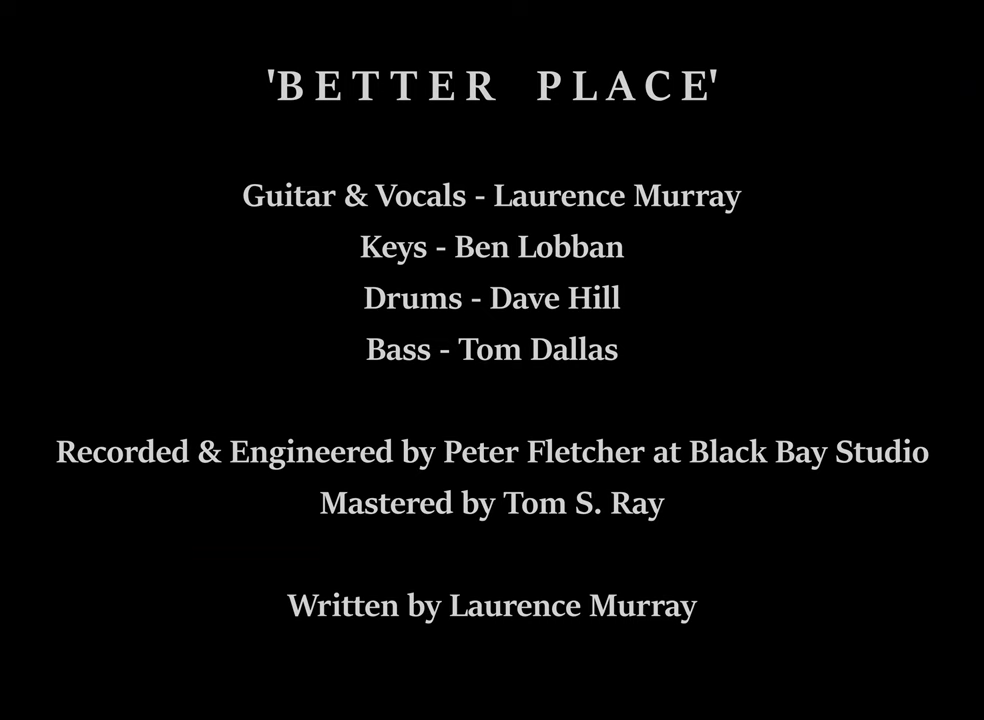 'BETTER PLACE'
Guitar & Vocals - Laurence Murray
Keys - Ben Lobban
Drums - Dave Hill
Bass - Tom Dallas
Recorded & Engineered by Peter Fletcher at Black Bay Studio
Mastered by Tom S. Ray
Written by Laurence Murray